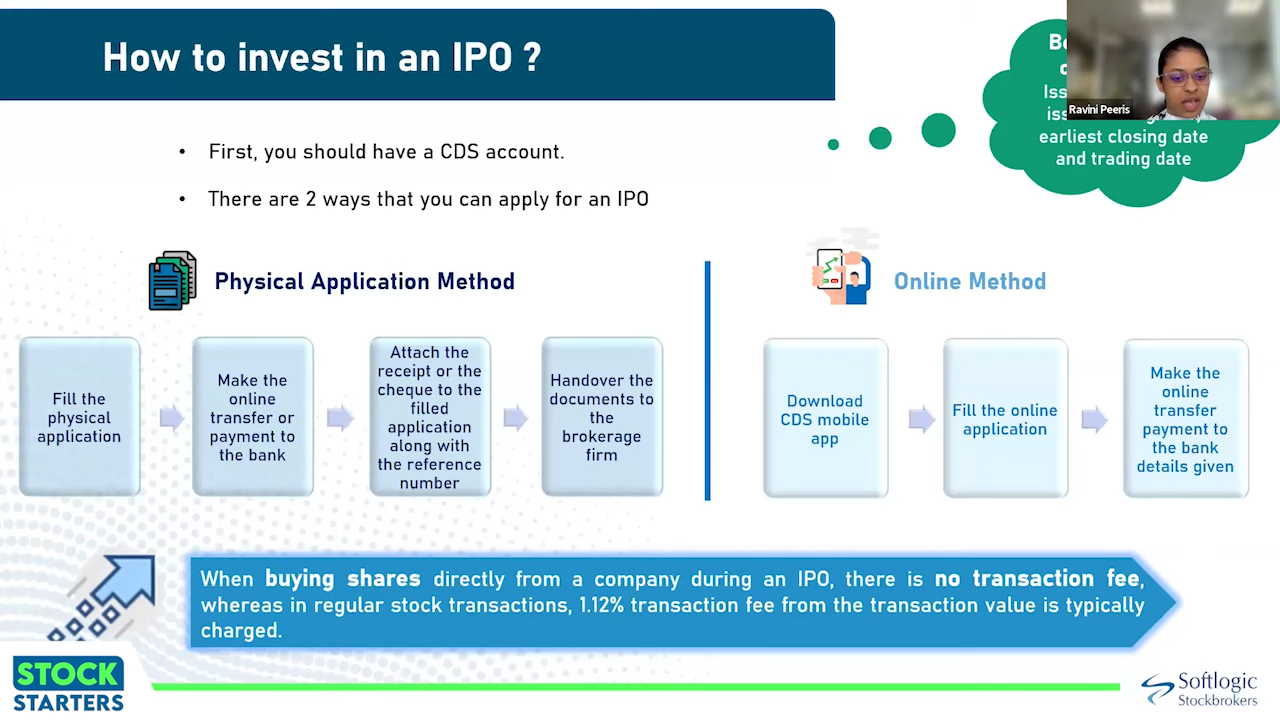 How to invest in an IPO ?
Ravini Peeris
earliest closing date
and trading date
• First, you should have a CDS account.
• There are 2 ways that you can apply for an IPO
Physical Application Method
Online Method
Fill the
physical
application
Make the
online
transfer or
payment to
the bank
Attach the
receipt or the
cheque to the
filled
application
along with
the reference
number
Handover the
documents to
the
brokerage
firm
Download
CDS mobile
app
Fill the online
application
Make the
online
transfer
payment to
the bank
details given
When buying shares directly from a company during an IPO, there is no transaction fee,
whereas in regular stock transactions, 1.12% transaction fee from the transaction value is typically
charged.
STOCK
STARTERS
Softlogic
Stockbrokers